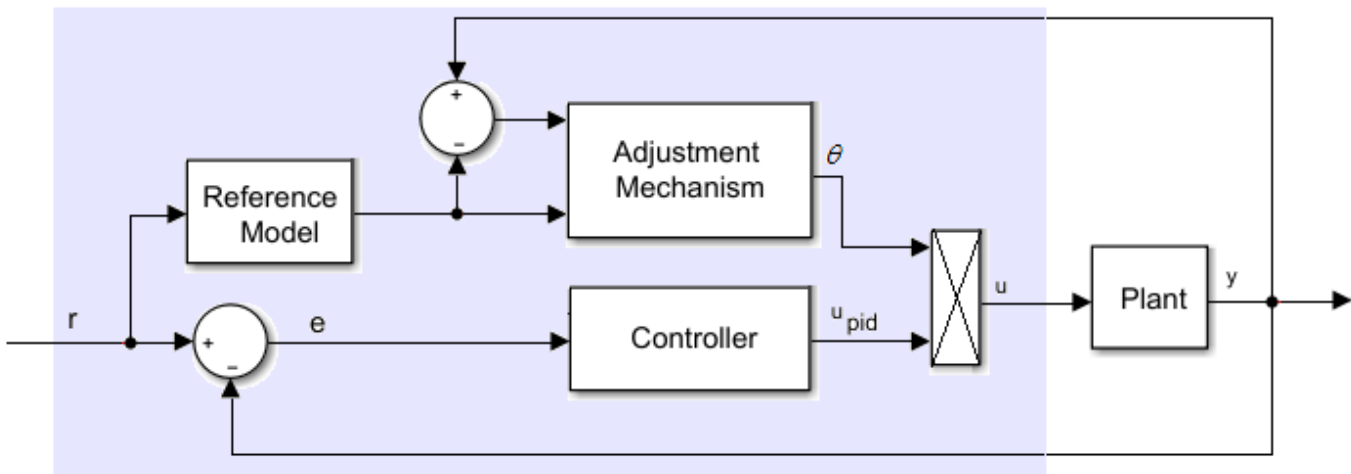 +
−
Adjustment
Mechanism
θ
Reference
Model
r
+
−
e
Controller
u pid
u
Plant
y